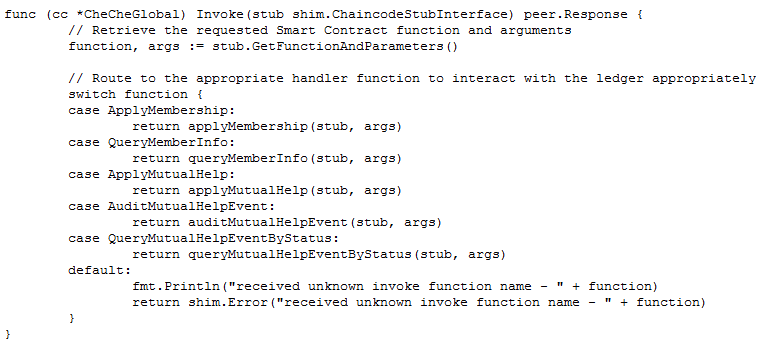 func (cc *CheCheGlobal) Invoke(stub shim.ChaincodeStubInterface) peer.Response {
        // Retrieve the requested Smart Contract function and arguments
        function, args := stub.GetFunctionAndParameters()

        // Route to the appropriate handler function to interact with the ledger appropriately
        switch function {
        case ApplyMembership:
                return applyMembership(stub, args)
        case QueryMemberInfo:
                return queryMemberInfo(stub, args)
        case ApplyMutualHelp:
                return applyMutualHelp(stub, args)
        case AuditMutualHelpEvent:
                return auditMutualHelpEvent(stub, args)
        case QueryMutualHelpEventByStatus:
                return queryMutualHelpEventByStatus(stub, args)
        default:
                fmt.Println("received unknown invoke function name - " + function)
                return shim.Error("received unknown invoke function name - " + function)
        }
}